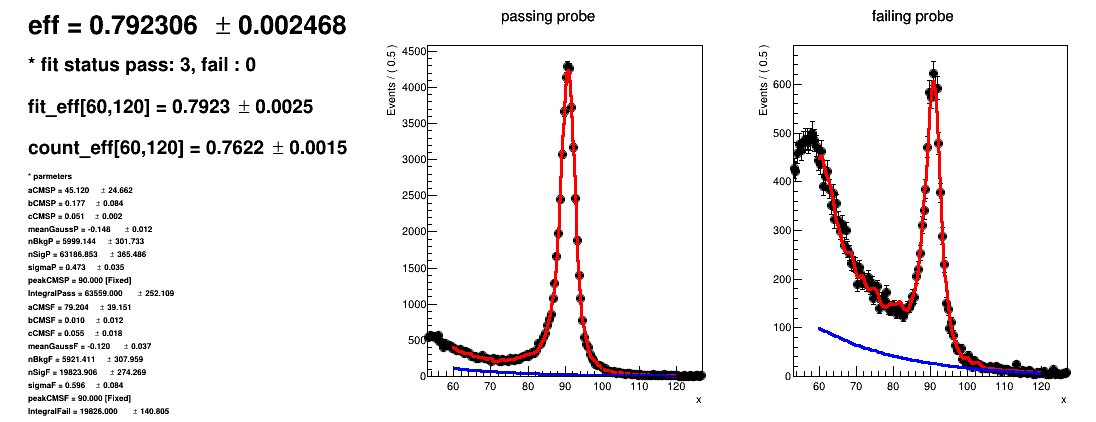 eff = 0.792306 ± 0.002468
* fit status pass: 3, fail : 0
fit_eff[60,120] = 0.7923 ± 0.0025
count_eff[60,120] = 0.7622 ± 0.0015
* parmeters
aCMSP = 45.120 ± 24.662
bCMSP = 0.177 ± 0.084
cCMSP = 0.051 ± 0.002
meanGaussP = -0.146 ± 0.012
nBkgP = 5999.144 ± 301.733
nSigP = 63186.853 ± 365.486
sigmaP = 0.473 ± 0.035
peakCMSP = 90.000 [Fixed]
IntegralPass = 63559.000 ± 252.109
aCMSF = 79.204 ± 39.151
bCMSF = 0.010 ± 0.012
cCMSF = 0.055 ± 0.018
meanGaussF = -0.120 ± 0.037
nBkgF = 5921.411 ± 307.959
nSigF = 19823.906 ± 274.269
sigmaF = 0.596 ± 0.084
peakCMSF = 90.000 [Fixed]
IntegralFail = 19826.000 ± 140.805
passing probe
Events / ( 0.5 )
4500
4000
3500
3000
2500
2000
1500
1000
500
0
60 70 80 90 100 110 120
x
failing probe
Events / ( 0.5 )
600
500
400
300
200
100
0
60 70 80 90 100 110 120
x